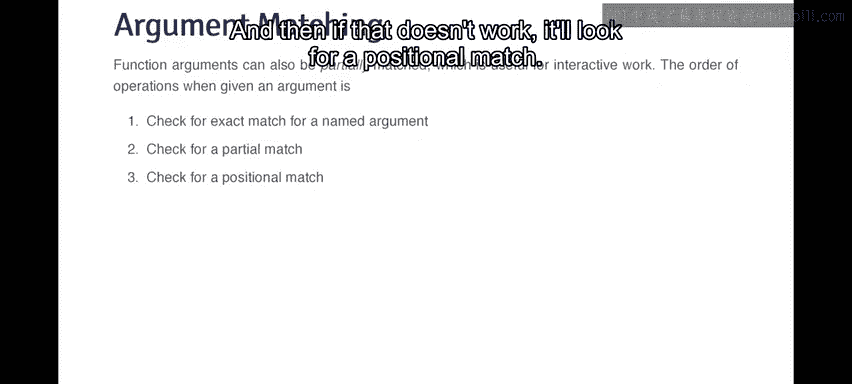 Argument Matching
And then if that doesn't work, it'll look
for a positional match.
Function arguments can also be partially matched, which is useful for interactive work. The order of
operations when given an argument is
1. Check for exact match for a named argument
2. Check for a partial match
3. Check for a positional match